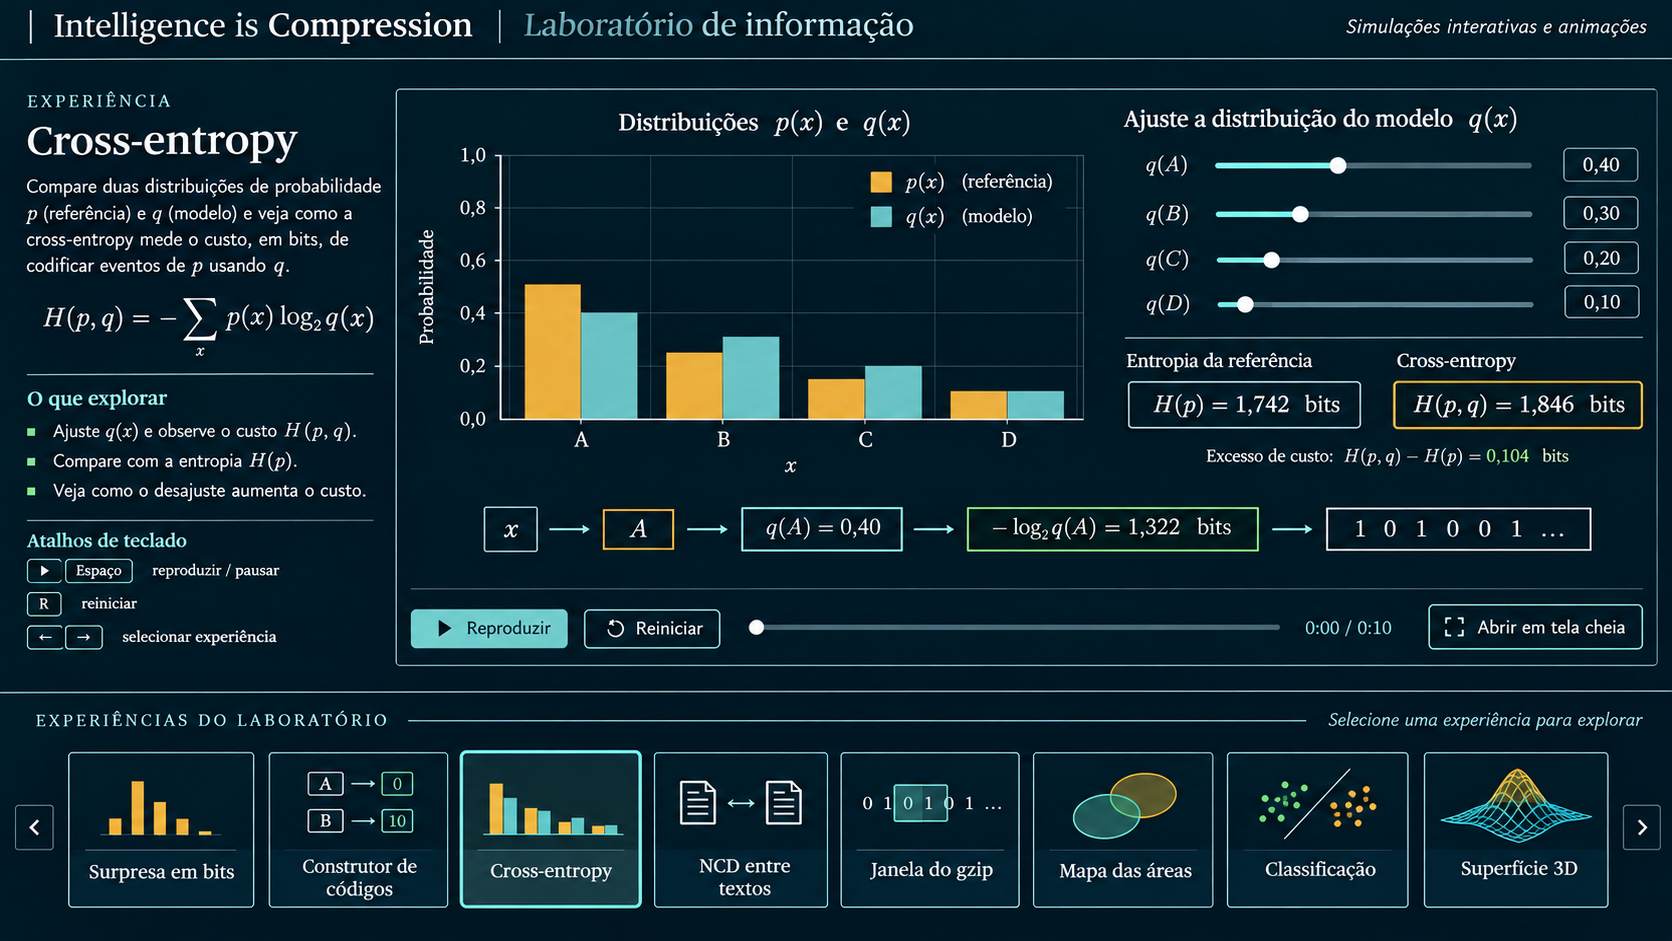 Intelligence is Compression
Laboratório de informação
Simulações interativas e animações
EXPERIÊNCIA
Cross-entropy
Compare duas distribuições de probabilidade
p (referência) e q (modelo) e veja como a
cross-entropy mede o custo, em bits, de
codificar eventos de p usando q.
H(p, q) = − ∑ p(x) log₂ q(x)
x
O que explorar
Ajuste q(x) e observe o custo H(p, q).
Compare com a entropia H(p).
Veja como o desajuste aumenta o custo.
Atalhos de teclado
▶ Espaço reproduzir / pausar
R reiniciar
← → selecionar experiência
Distribuições p(x) e q(x)
p(x) (referência)
q(x) (modelo)
Probabilidade
1,0
0,8
0,6
0,4
0,2
0,0
A B C D
x
Ajuste a distribuição do modelo q(x)
q(A) 0,40
q(B) 0,30
q(C) 0,20
q(D) 0,10
Entropia da referência
H(p) = 1,742 bits
Cross-entropy
H(p, q) = 1,846 bits
Excesso de custo: H(p, q) − H(p) = 0,104 bits
x → A → q(A) = 0,40 → − log₂ q(A) = 1,322 bits → 1 0 1 0 0 1 ...
Reproduzir
Reiniciar
0:00 / 0:10
Abrir em tela cheia
EXPERIÊNCIAS DO LABORATÓRIO
Selecione uma experiência para explorar
Surpresa em bits
A → 0
B → 10
Construtor de
códigos
Cross-entropy
NCD entre
textos
0 1 0 1 0 1 ...
Janela do gzip
Mapa das áreas
Classificação
Superfície 3D